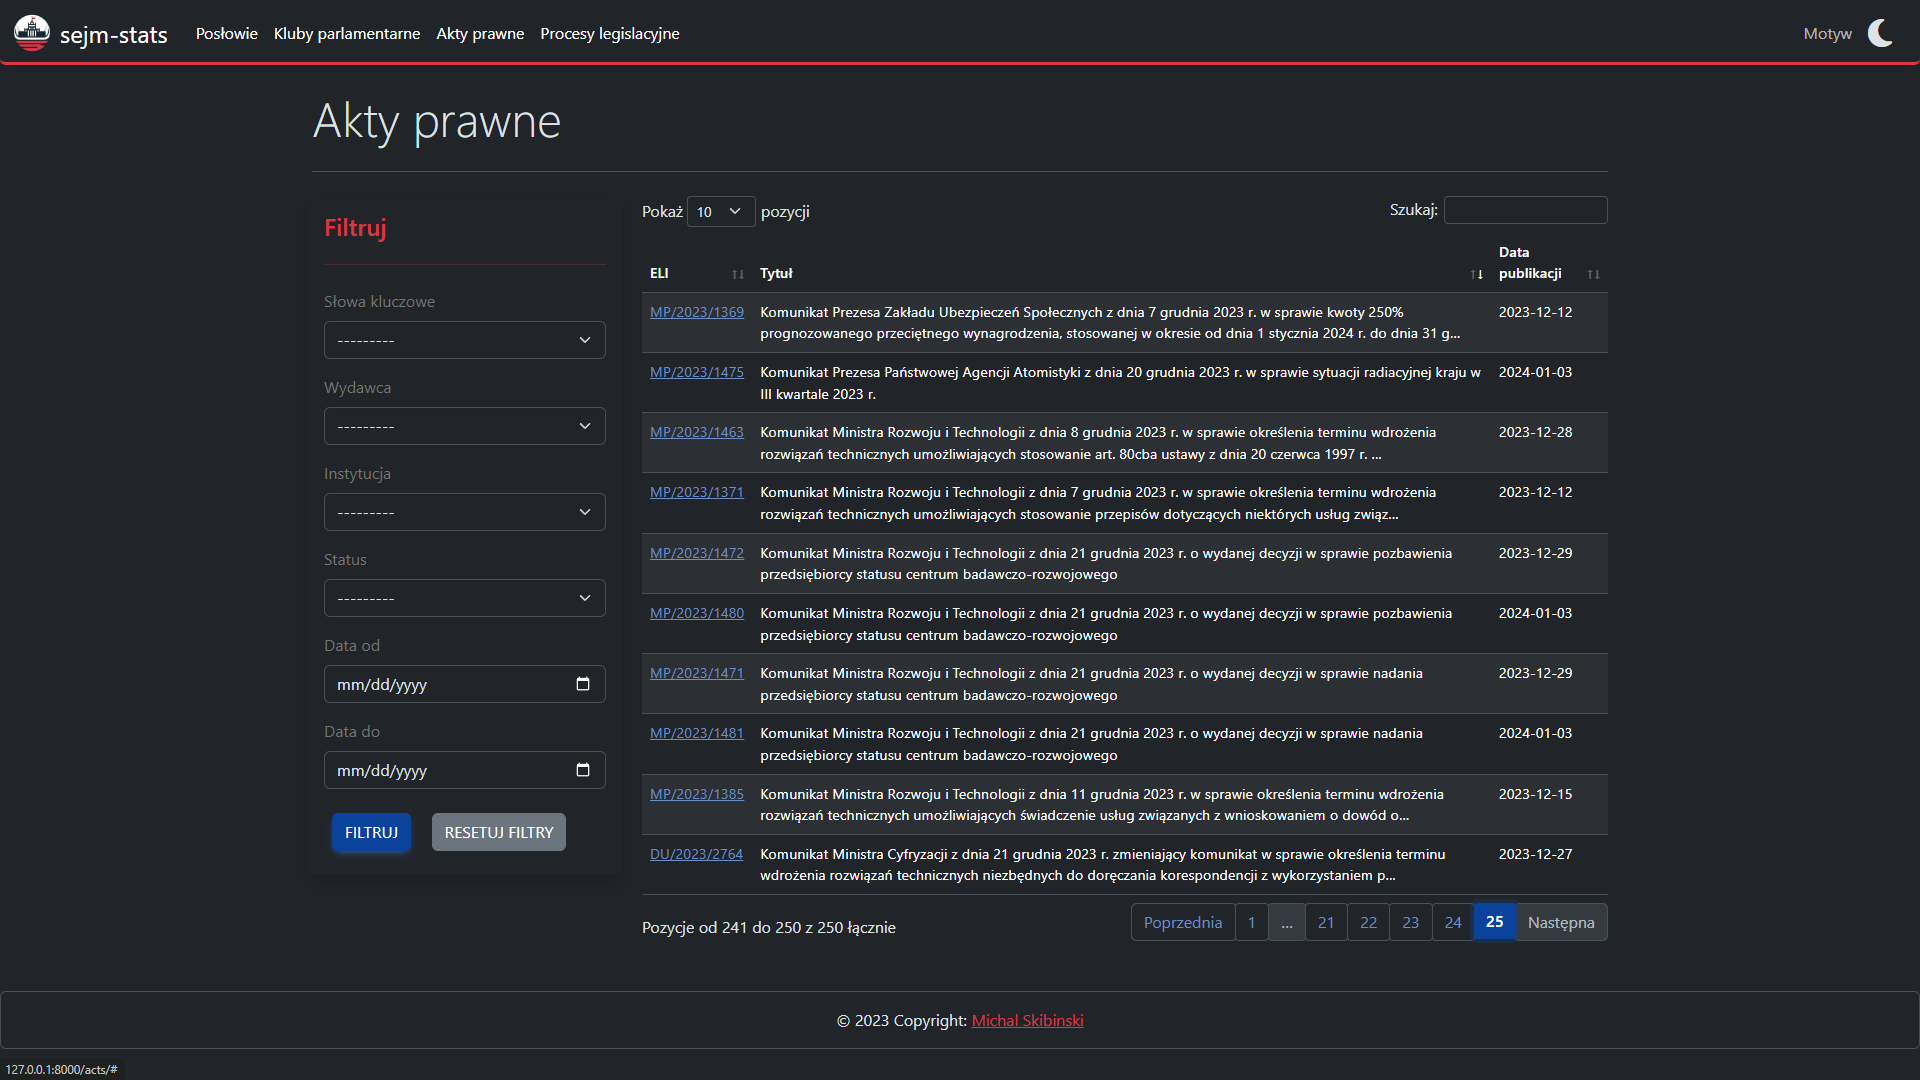 sejm-stats
Posłowie
Kluby parlamentarne
Akty prawne
Procesy legislacyjne
Motyw
Akty prawne
Filtruj
Słowa kluczowe
---------
Wydawca
---------
Instytucja
---------
Status
---------
Data od
mm/dd/yyyy
Data do
mm/dd/yyyy
FILTRUJ
RESETUJ FILTRY
Pokaż 10 pozycji
Szukaj:
ELI
Tytuł
Data
publikacji
MP/2023/1369
Komunikat Prezesa Zakładu Ubezpieczeń Społecznych z dnia 7 grudnia 2023 r. w sprawie kwoty 250%
prognozowanego przeciętnego wynagrodzenia, stosowanej w okresie od dnia 1 stycznia 2024 r. do dnia 31 g...
2023-12-12
MP/2023/1475
Komunikat Prezesa Państwowej Agencji Atomistyki z dnia 20 grudnia 2023 r. w sprawie sytuacji radiacyjnej kraju w
III kwartale 2023 r.
2024-01-03
MP/2023/1463
Komunikat Ministra Rozwoju i Technologii z dnia 8 grudnia 2023 r. w sprawie określenia terminu wdrożenia
rozwiązań technicznych umożliwiających stosowanie art. 80cba ustawy z dnia 20 czerwca 1997 r. ...
2023-12-28
MP/2023/1371
Komunikat Ministra Rozwoju i Technologii z dnia 7 grudnia 2023 r. w sprawie określenia terminu wdrożenia
rozwiązań technicznych umożliwiających stosowanie przepisów dotyczących niektórych usług związ...
2023-12-12
MP/2023/1472
Komunikat Ministra Rozwoju i Technologii z dnia 21 grudnia 2023 r. o wydanej decyzji w sprawie pozbawienia
przedsiębiorcy statusu centrum badawczo-rozwojowego
2023-12-29
MP/2023/1480
Komunikat Ministra Rozwoju i Technologii z dnia 21 grudnia 2023 r. o wydanej decyzji w sprawie pozbawienia
przedsiębiorcy statusu centrum badawczo-rozwojowego
2024-01-03
MP/2023/1471
Komunikat Ministra Rozwoju i Technologii z dnia 21 grudnia 2023 r. o wydanej decyzji w sprawie nadania
przedsiębiorcy statusu centrum badawczo-rozwojowego
2023-12-29
MP/2023/1481
Komunikat Ministra Rozwoju i Technologii z dnia 21 grudnia 2023 r. o wydanej decyzji w sprawie nadania
przedsiębiorcy statusu centrum badawczo-rozwojowego
2024-01-03
MP/2023/1385
Komunikat Ministra Rozwoju i Technologii z dnia 11 grudnia 2023 r. w sprawie określenia terminu wdrożenia
rozwiązań technicznych umożliwiających świadczenie usług związanych z wnioskowaniem o dowód o...
2023-12-15
DU/2023/2764
Komunikat Ministra Cyfryzacji z dnia 21 grudnia 2023 r. zmieniający komunikat w sprawie określenia terminu
wdrożenia rozwiązań technicznych niezbędnych do doręczania korespondencji z wykorzystaniem p...
2023-12-27
Pozycje od 241 do 250 z 250 łącznie
Poprzednia 1 ... 21 22 23 24 25 Następna
© 2023 Copyright: Michal Skibinski
127.0.0.1:8000/acts/#